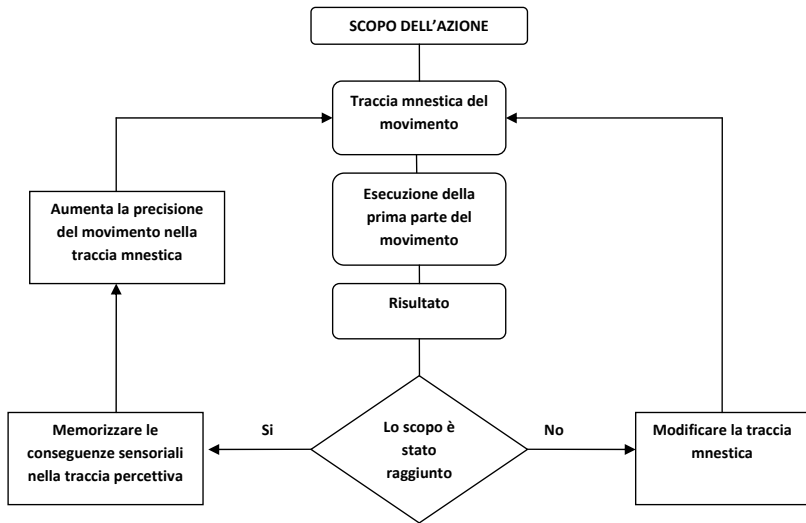 SCOPO DELL’AZIONE
Traccia mnestica del
movimento
Esecuzione della
prima parte del
movimento
Aumenta la precisione
del movimento nella
traccia mnestica
Risultato
Memorizzare le
conseguenze sensoriali
nella traccia percettiva
Si
Lo scopo è
stato
raggiunto
No
Modificare la traccia
mnestica